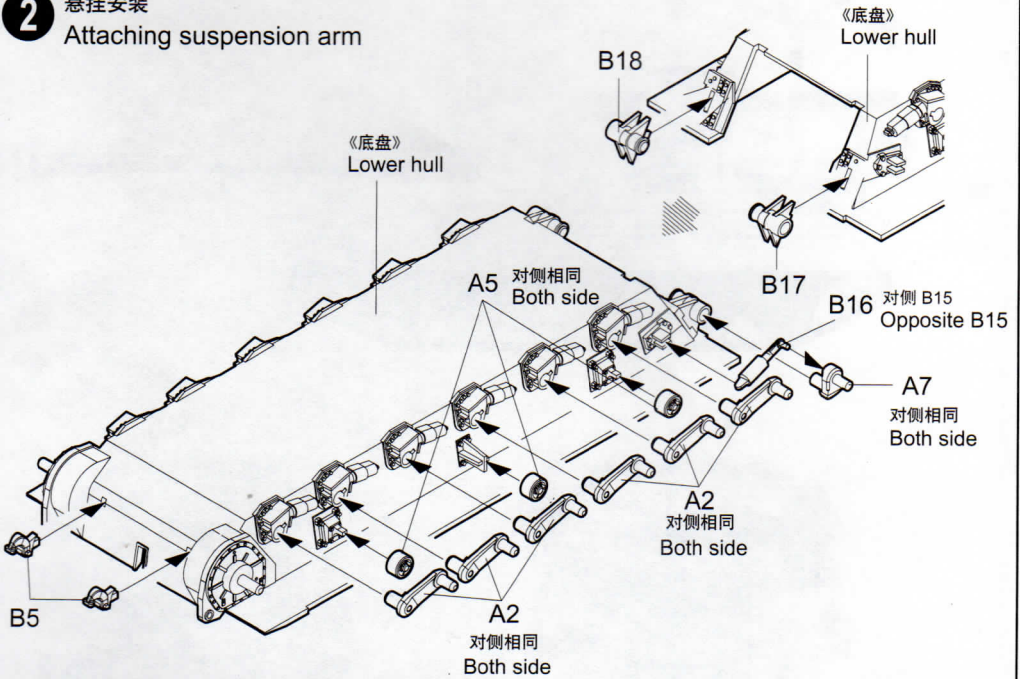 2
悬挂安装
Attaching suspension arm
《底盘》
Lower hull
B18
《底盘》
Lower hull
B17
A5
对侧相同
Both side
B16
对侧 B15
Opposite B15
A7
对侧相同
Both side
A2
对侧相同
Both side
B5
A2
对侧相同
Both side